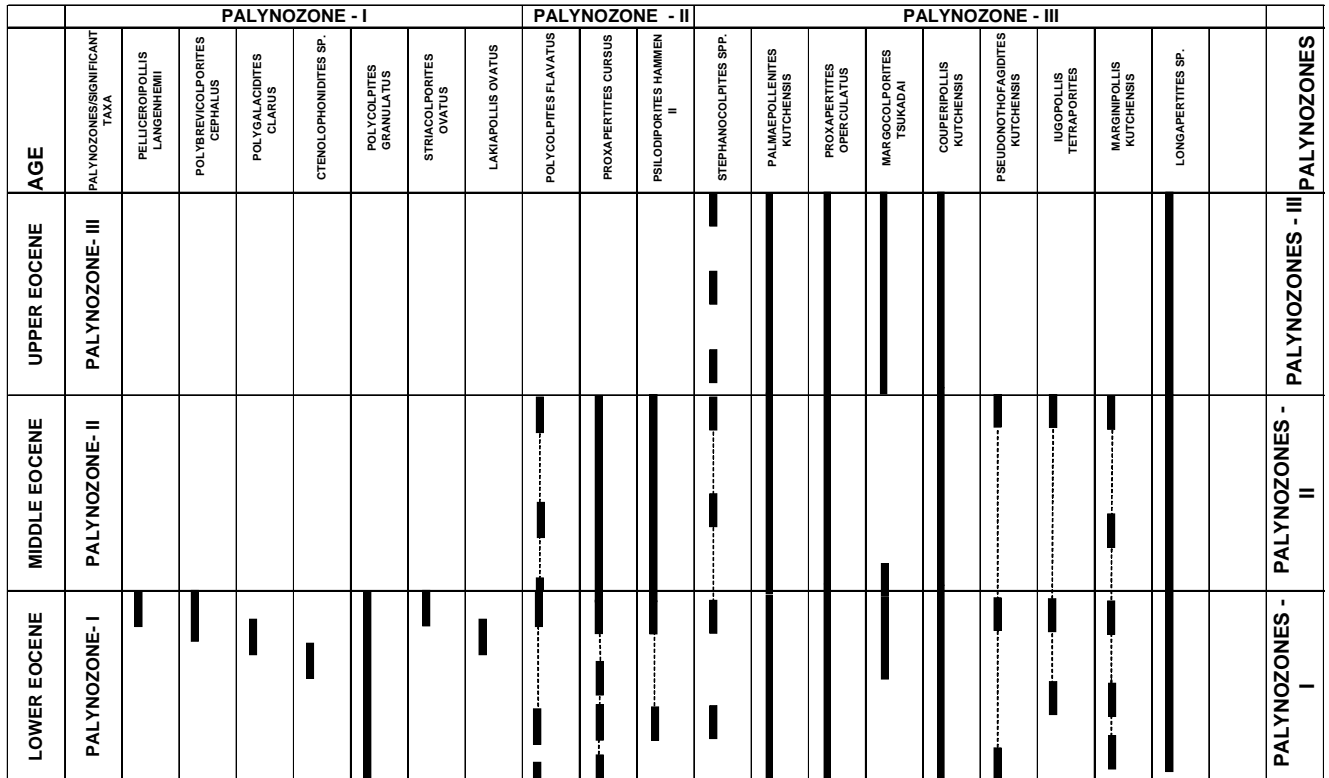 PALYNOZONE - I
PALYNOZONE - II
PALYNOZONE - III
AGE
PALYNOZONES/SIGIFICANT
TAXA
PELLICEROIPOLLIS
LANGENHEMII
POLYBREVICOLPORITES
CEPHALUS
POLYGALACIDITES
CLARUS
CTENOLOPHONIDITES SP.
POLYCOLPITES
GRANULATUS
STRIACOLPORITES
OVATUS
LAKIAPOLLIS OVATUS
POLYCOLPITES FLAVATUS
PROXAPERTITES CURSUS
PSILODIPORITES HAMMEN
II
STEPHANOCOLPITES SPP.
PALMAEPOLLENITES
KUTCHENSIS
PROXAPERTITES
OPERCULATUS
MARGOCOLPORITES
TSUKADAI
COUPERIPOLLIS
KUTCHENSIS
PSEUDONOTHOFAGIDITES
KUTCHENSIS
IUGOPOLLIS
TETRAPORITES
MARGINIPOLLIS
KUTCHENSIS
LONGAPERTITES SP.
PALYNOZONES
UPPER EOCENE
PALYNOZONE- III
PALYNOZONES - III
MIDDLE EOCENE
PALYNOZONE- II
PALYNOZONES -
II
LOWER EOCENE
PALYNOZONE- I
PALYNOZONES -
I